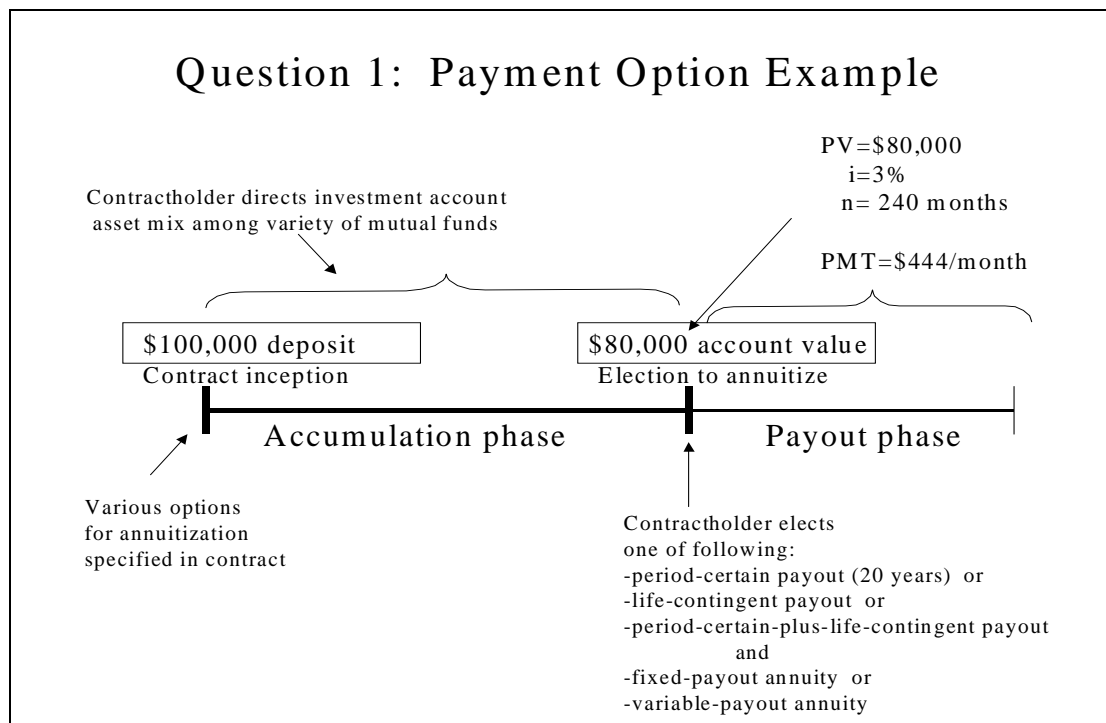 Question 1: Payment Option Example
PV=$80,000
i=3%
n= 240 months
Contractholder directs investment account
asset mix among variety of mutual funds
PMT=$444/month
$100,000 deposit
Contract inception
$80,000 account value
Election to annuitize
Accumulation phase
Payout phase
Various options
for annuitization
specified in contract
Contractholder elects
one of following:
-period-certain payout (20 years) or
-life-contingent payout or
-period-certain-plus-life-contingent payout
and
-fixed-payout annuity or
-variable-payout annuity